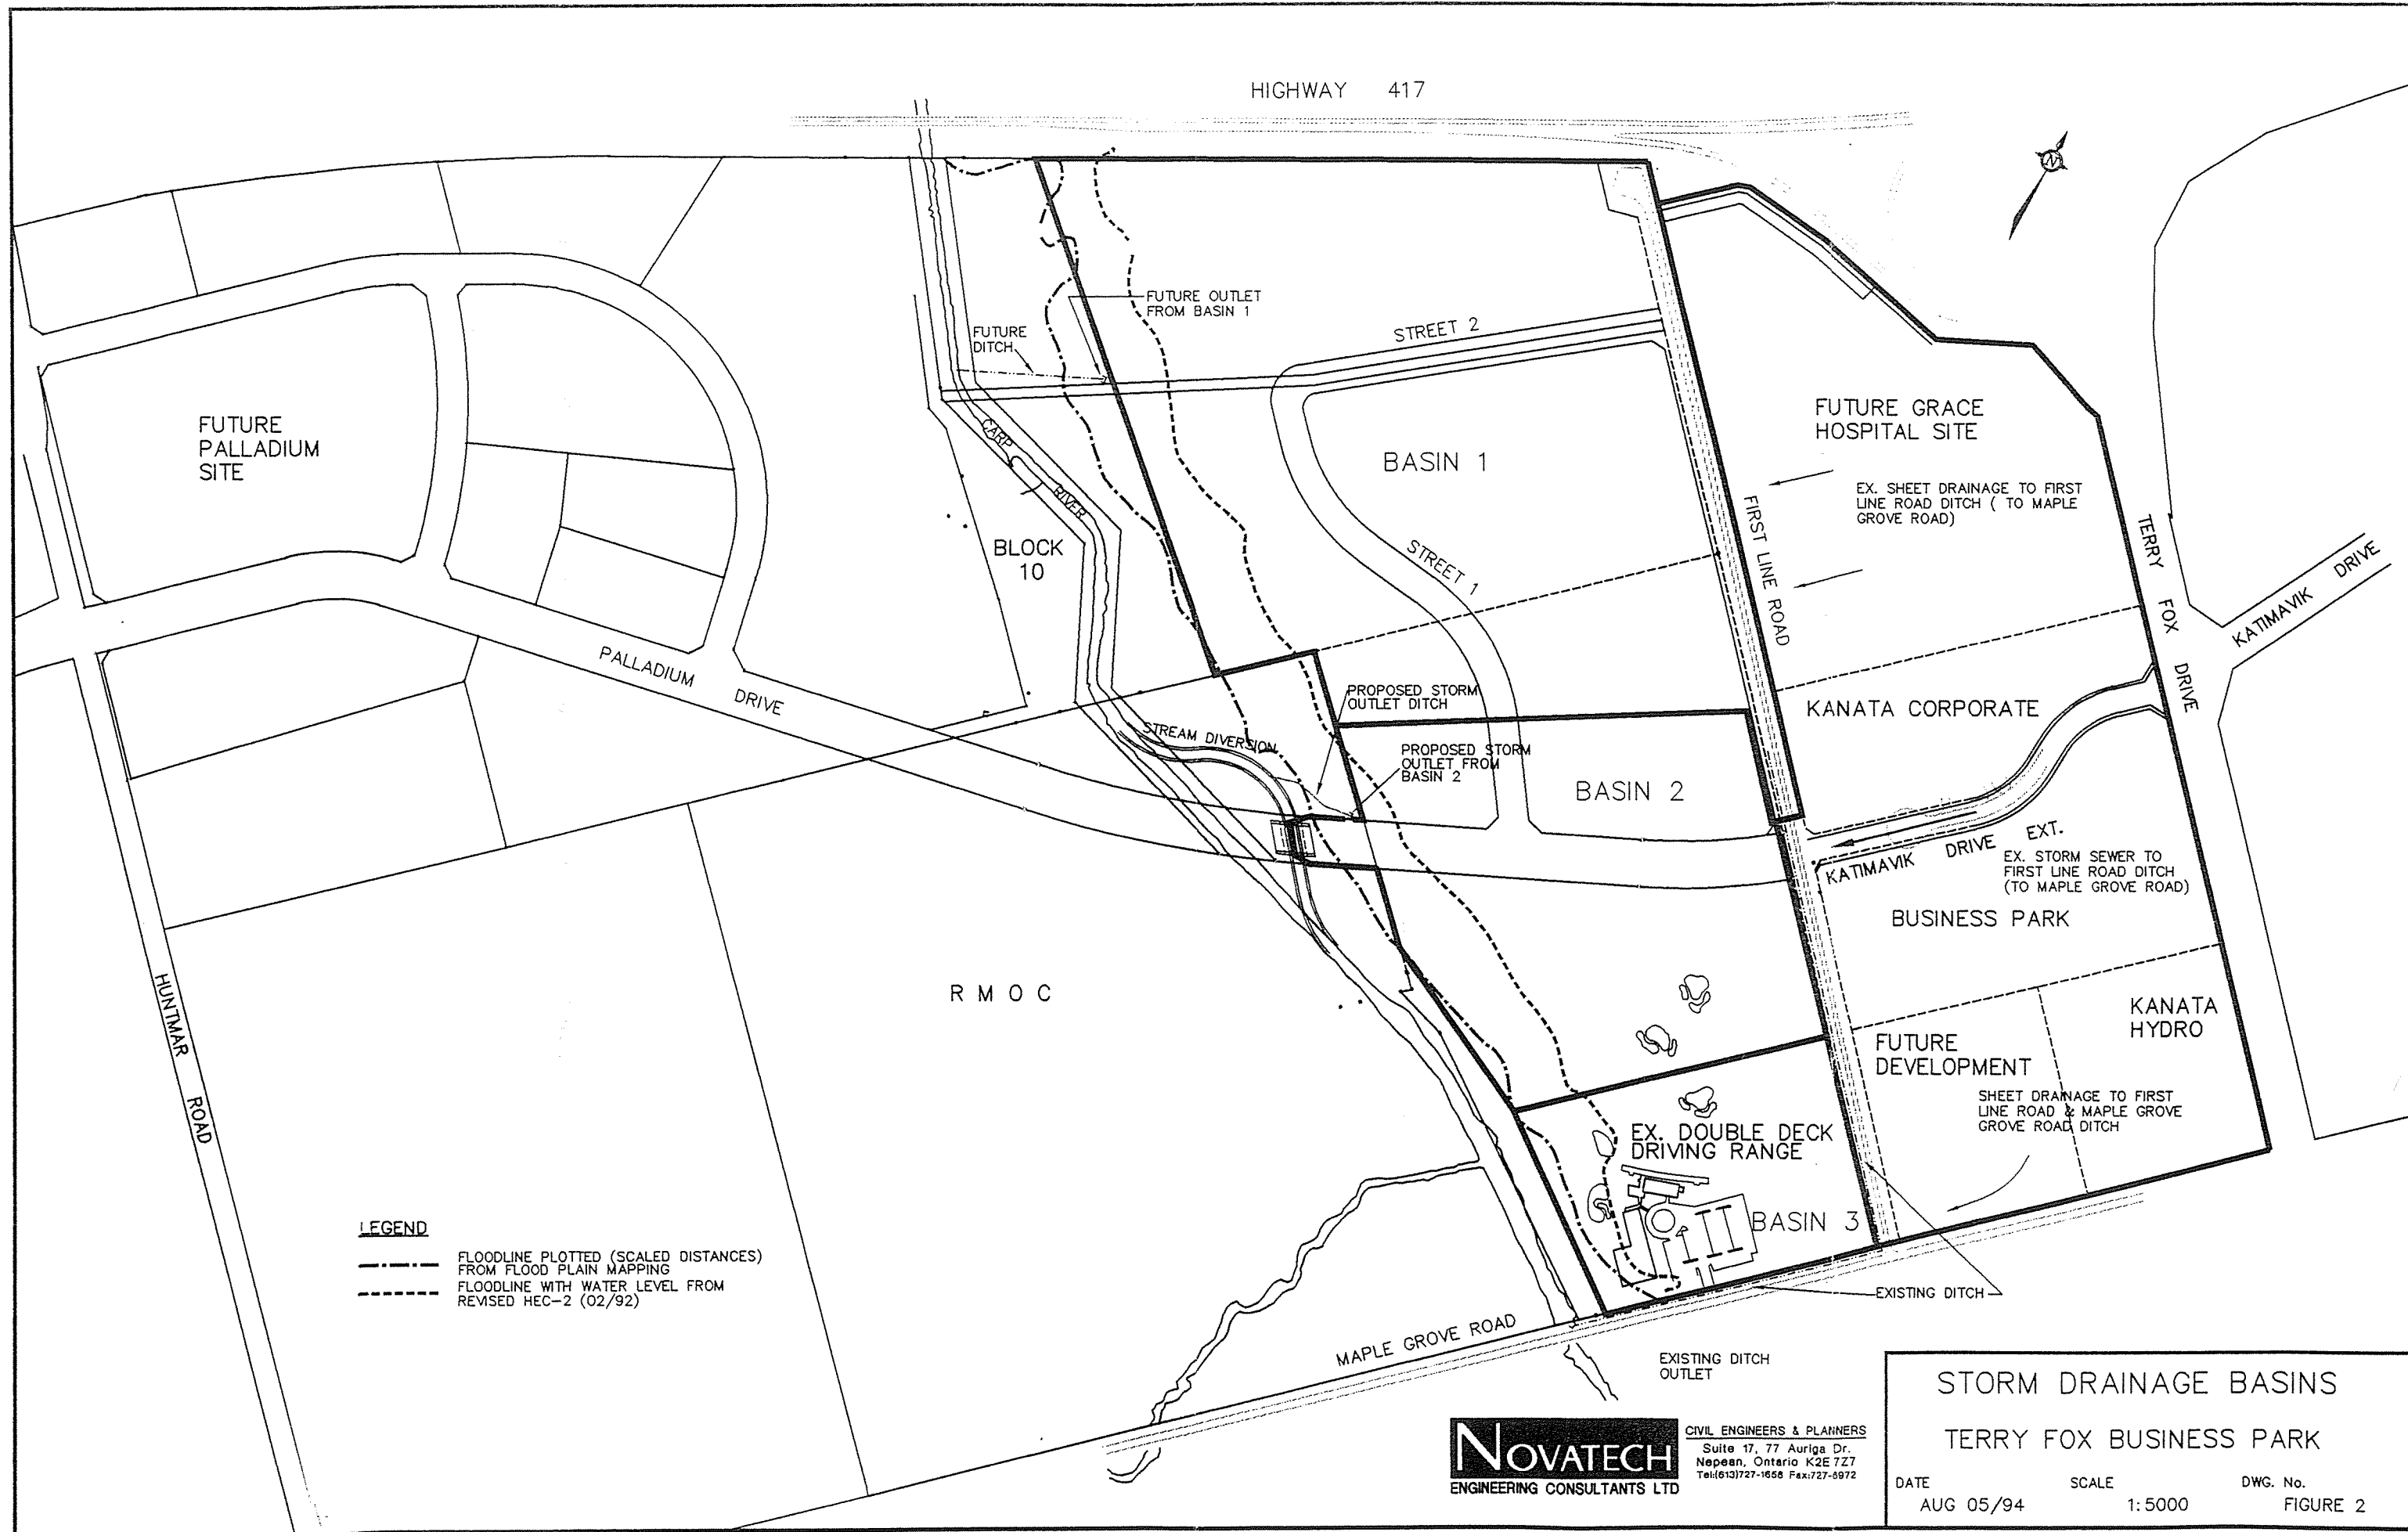 HIGHWAY 417
N
FUTURE OUTLET
FROM BASIN 1
FUTURE
DITCH
STREET 2
FUTURE
PALLADIUM
SITE
CARP
RIVER
BASIN 1
FUTURE GRACE
HOSPITAL SITE
EX. SHEET DRAINAGE TO FIRST
LINE ROAD DITCH ( TO MAPLE
GROVE ROAD)
BLOCK
10
STREET 1
FIRST LINE ROAD
TERRY FOX DRIVE
KATIMAVIK DRIVE
PALLADIUM DRIVE
PROPOSED STORM
OUTLET DITCH
KANATA CORPORATE
STREAM DIVERSION
PROPOSED STORM
OUTLET FROM
BASIN 2
BASIN 2
KATIMAVIK DRIVE EXT.
EX. STORM SEWER TO
FIRST LINE ROAD DITCH
(TO MAPLE GROVE ROAD)
BUSINESS PARK
HUNTMAR ROAD
R M O C
KANATA
HYDRO
FUTURE
DEVELOPMENT
SHEET DRAINAGE TO FIRST
LINE ROAD & MAPLE GROVE
GROVE ROAD DITCH
EX. DOUBLE DECK
DRIVING RANGE
BASIN 3
LEGEND
FLOODLINE PLOTTED (SCALED DISTANCES)
FROM FLOOD PLAIN MAPPING
FLOODLINE WITH WATER LEVEL FROM
REVISED HEC-2 (02/92)
EXISTING DITCH
MAPLE GROVE ROAD
EXISTING DITCH
OUTLET
NOVATECH
ENGINEERING CONSULTANTS LTD
CIVIL ENGINEERS & PLANNERS
Suite 17, 77 Auriga Dr.
Nepean, Ontario K2E 7Z7
Tel:(613)727-1658 Fax:727-6972
STORM DRAINAGE BASINS
TERRY FOX BUSINESS PARK
DATE SCALE DWG. No.
AUG 05/94 1:5000 FIGURE 2